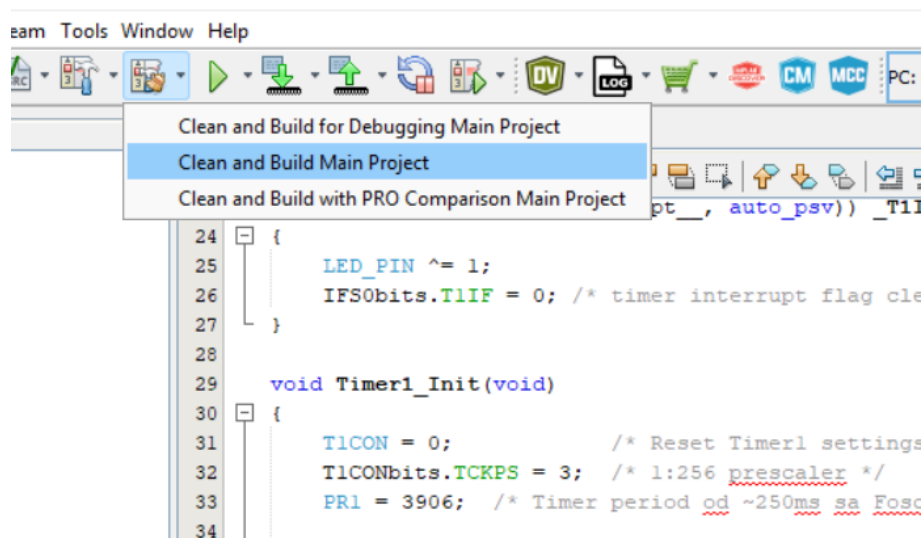 eam Tools Window Help
DV LOG CM MCC PC:
Clean and Build for Debugging Main Project
Clean and Build Main Project
Clean and Build with PRO Comparison Main Project
pt__, auto_psv)) _T1I
24 {
25 LED_PIN ^= 1;
26 IFS0bits.T1IF = 0; /* timer interrupt flag cle
27 }
28
29 void Timer1_Init(void)
30 {
31 T1CON = 0; /* Reset Timer1 settings
32 T1CONbits.TCKPS = 3; /* 1:256 prescaler */
33 PR1 = 3906; /* Timer period od ~250ms sa Fosc
34